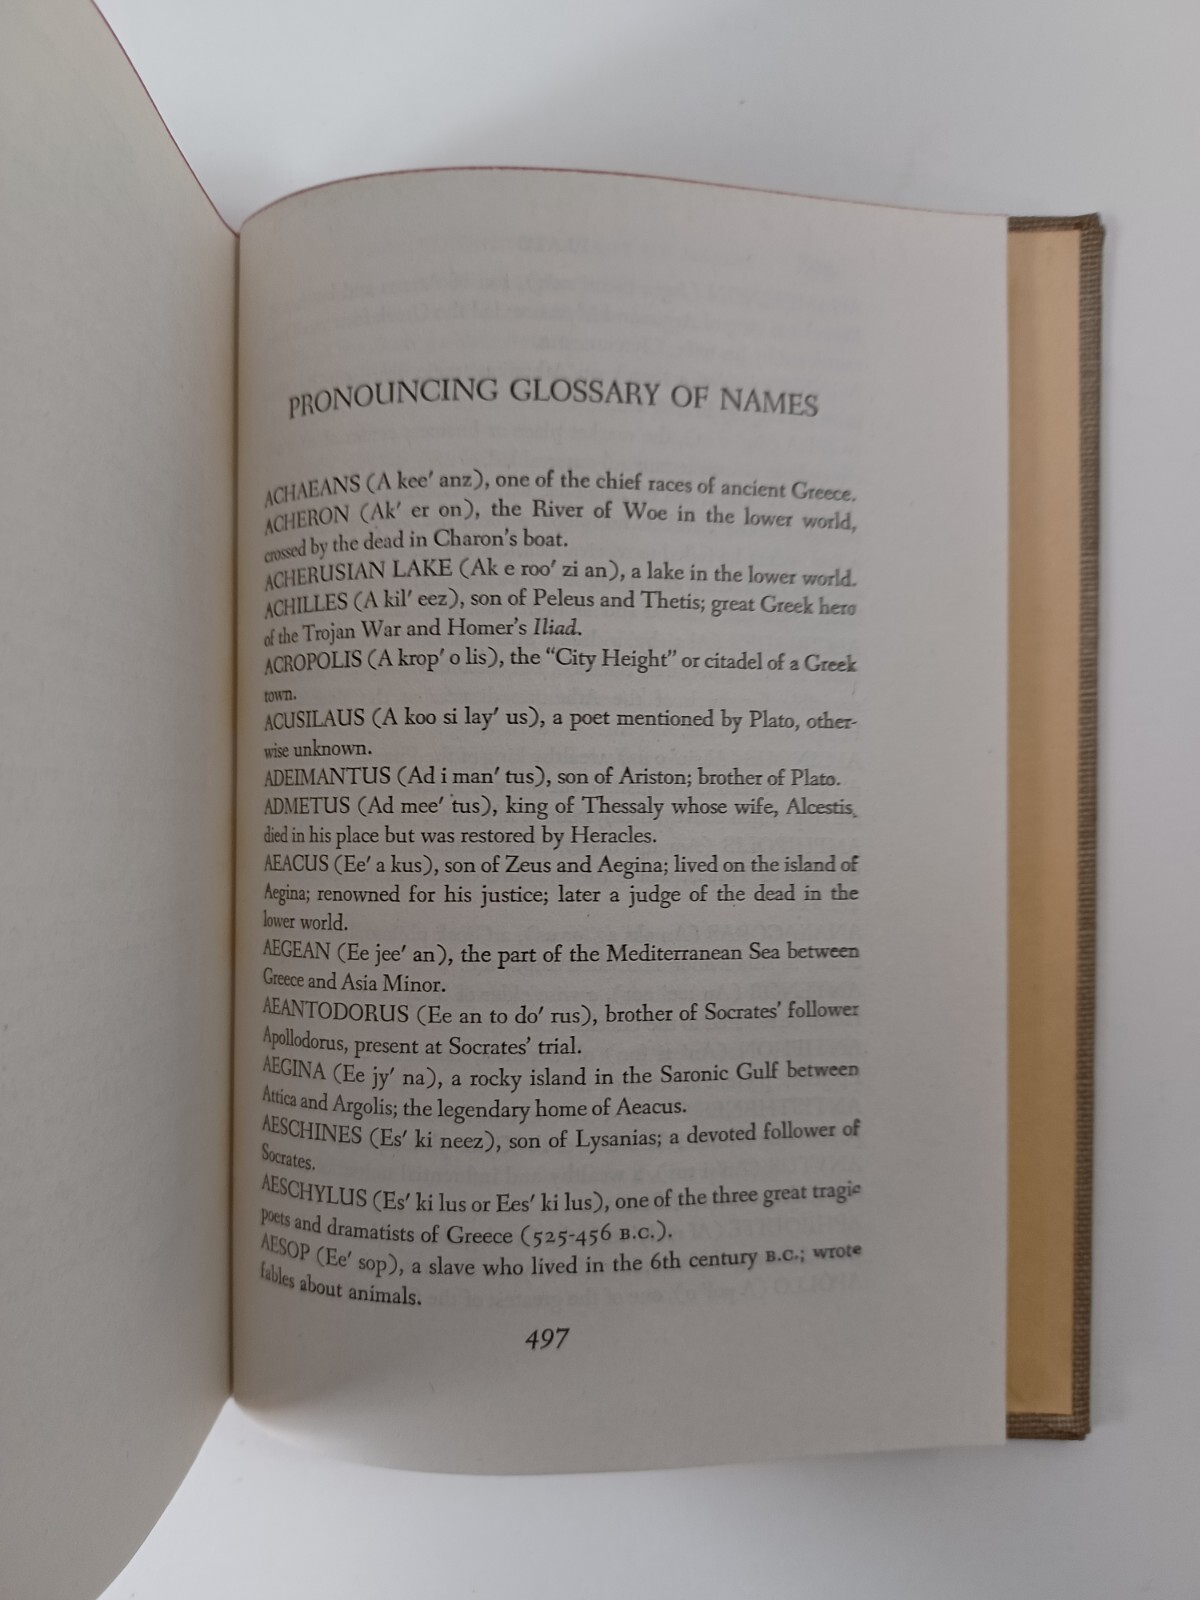 PRONOUNCING GLOSSARY OF NAMES
ACHAEANS (A kee′ anz), one of the chief races of ancient Greece.
ACHERON (Ak′ er on), the River of Woe in the lower world,
crossed by the dead in Charon's boat.
ACHERUSIAN LAKE (Ak e roo′ zi an), a lake in the lower world.
ACHILLES (A kil′ eez), son of Peleus and Thetis; great Greek hero
of the Trojan War and Homer's Iliad.
ACROPOLIS (A krop′ o lis), the "City Height" or citadel of a Greek
town.
ACUSILAUS (A koo si lay′ us), a poet mentioned by Plato, other-
wise unknown.
ADEIMANTUS (Ad i man′ tus), son of Ariston; brother of Plato.
ADMETUS (Ad mee′ tus), king of Thessaly whose wife, Alcestis,
died in his place but was restored by Heracles.
AEACUS (Ee′ a kus), son of Zeus and Aegina; lived on the island of
Aegina; renowned for his justice; later a judge of the dead in the
lower world.
AEGEAN (Ee jee′ an), the part of the Mediterranean Sea between
Greece and Asia Minor.
AEANTODORUS (Ee an to do′ rus), brother of Socrates' follower
Apollodorus, present at Socrates' trial.
AEGINA (Ee jy′ na), a rocky island in the Saronic Gulf between
Attica and Argolis; the legendary home of Aeacus.
AESCHINES (Es′ ki neez), son of Lysanias; a devoted follower of
Socrates.
AESCHYLUS (Es′ ki lus or Ees′ ki lus), one of the three great tragic
poets and dramatists of Greece (525-456 B.C.).
AESOP (Ee′ sop), a slave who lived in the 6th century B.C.; wrote
fables about animals.
497